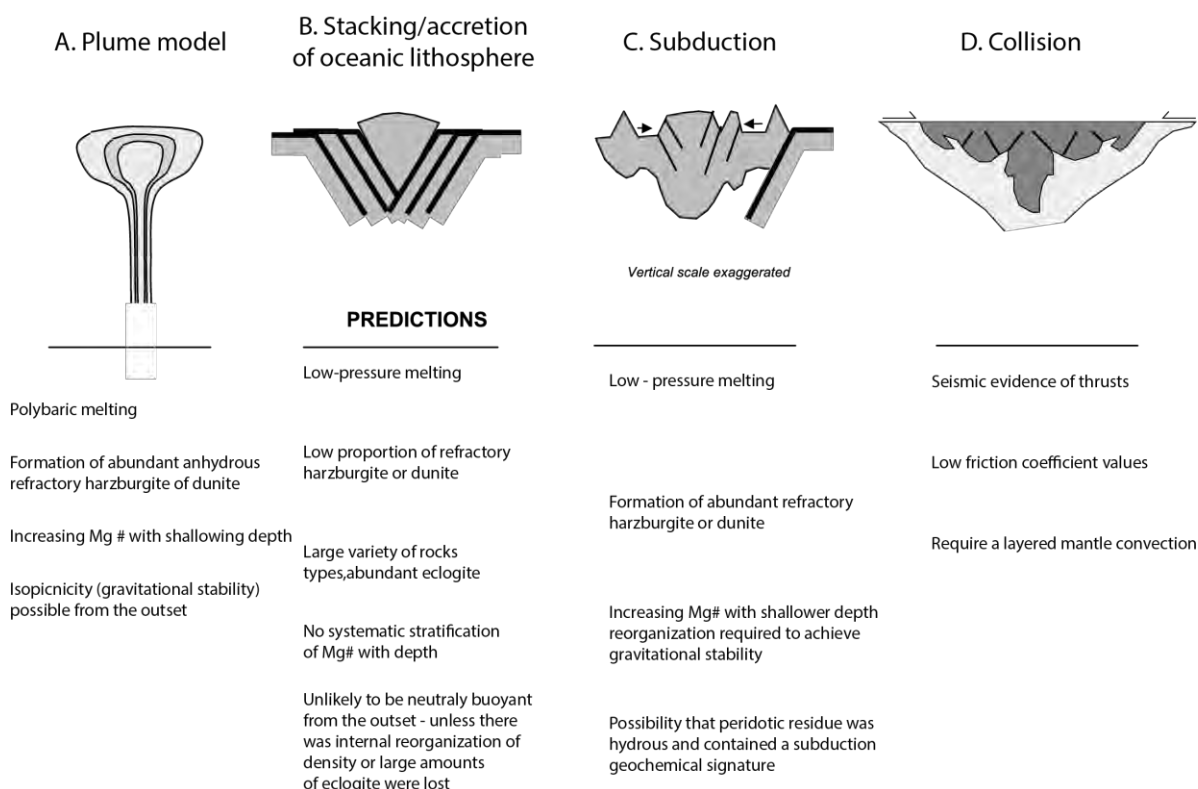 A. Plume model
B. Stacking/accretion
of oceanic lithosphere
C. Subduction
D. Collision
Vertical scale exaggerated
PREDICTIONS
Polybaric melting
Formation of abundant anhydrous
refractory harzburgite of dunite
Increasing Mg # with shallowing depth
Isopicnicity (gravitational stability)
possible from the outset
Low-pressure melting
Low proportion of refractory
harzburgite or dunite
Large variety of rocks
types,abundant eclogite
No systematic stratification
of Mg# with depth
Unlikely to be neutraly buoyant
from the outset - unless there
was internal reorganization of
density or large amounts
of eclogite were lost
Low - pressure melting
Formation of abundant refractory
harzburgite or dunite
Increasing Mg# with shallower depth
reorganization required to achieve
gravitational stability
Possibility that peridotic residue was
hydrous and contained a subduction
geochemical signature
Seismic evidence of thrusts
Low friction coefficient values
Require a layered mantle convection